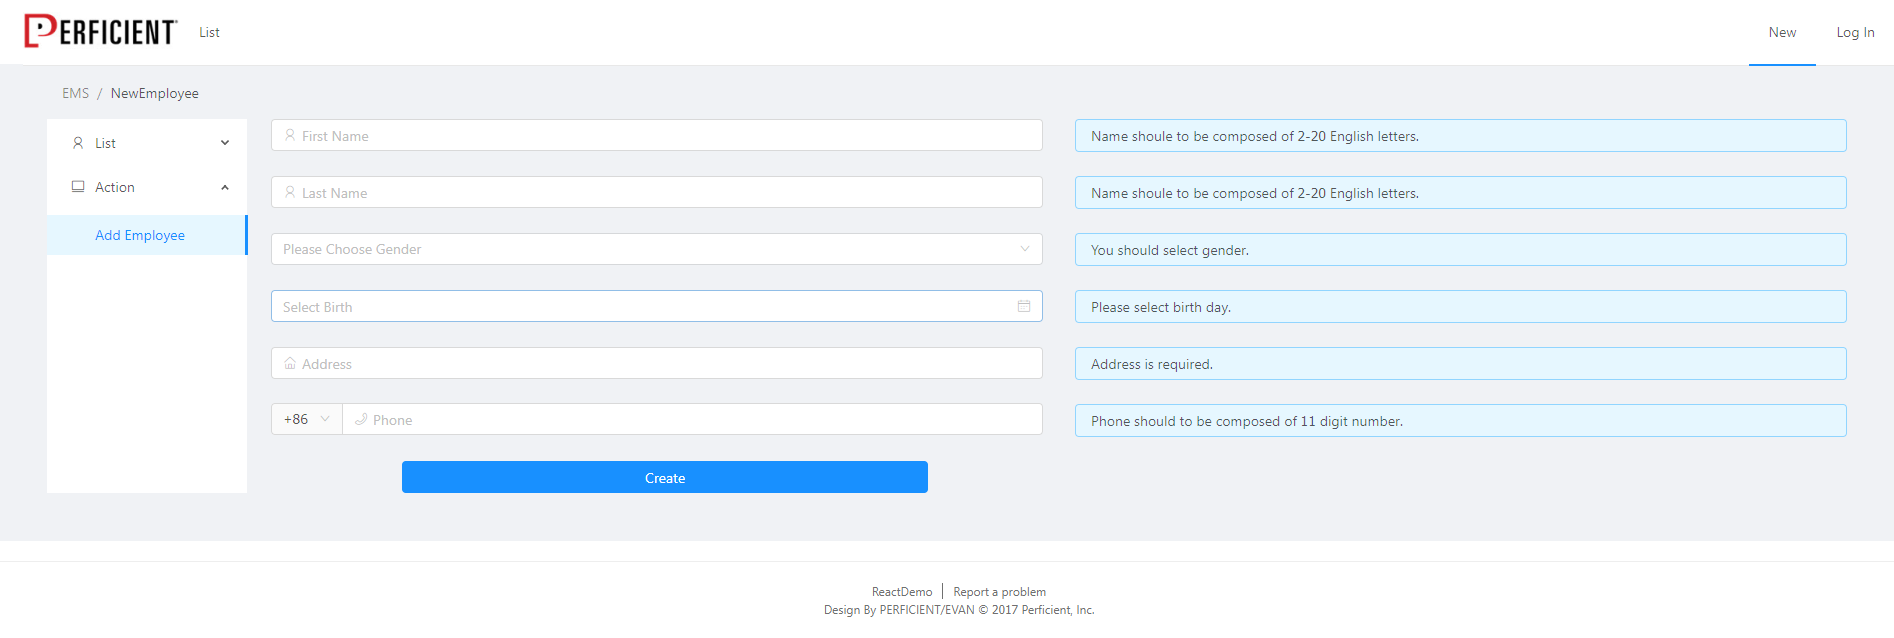 PERFICIENT List New Log In
EMS / NewEmployee
List
Action
Add Employee
First Name
Name shoule to be composed of 2-20 English letters.
Last Name
Name shoule to be composed of 2-20 English letters.
Please Choose Gender
You should select gender.
Select Birth
Please select birth day.
Address
Address is required.
+86 Phone
Phone should to be composed of 11 digit number.
Create
ReactDemo | Report a problem
Design By PERFICIENT/EVAN © 2017 Perficient, Inc.